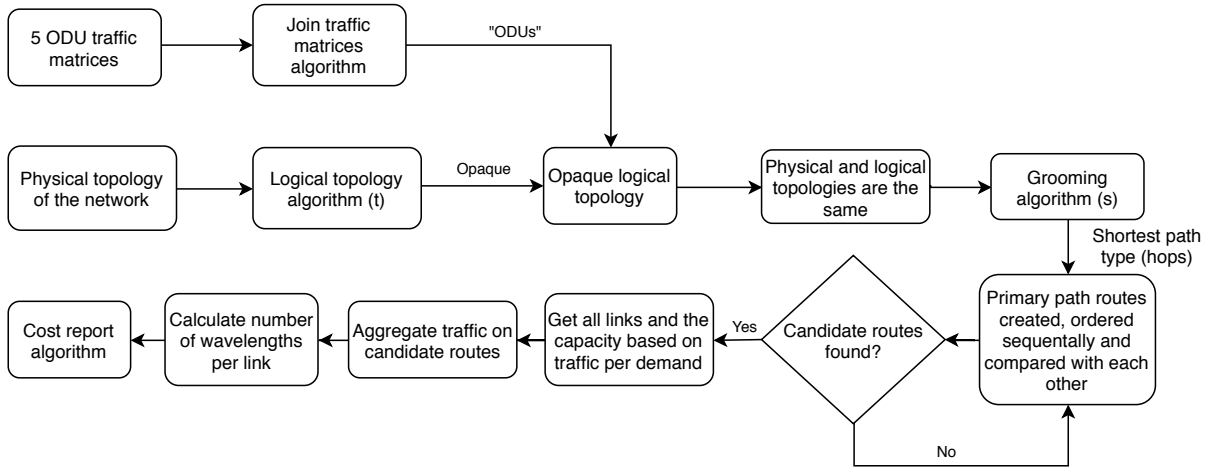 5 ODU traffic
matrices
Join traffic
matrices
algorithm
"ODUs"
Physical topology
of the network
Logical topology
algorithm (t)
Opaque
Opaque logical
topology
Physical and logical
topologies are the
same
Grooming
algorithm (s)
Shortest path
type (hops)
Primary path routes
created, ordered
sequentally and
compared with each
other
Candidate routes
found?
No
Yes
Get all links and the
capacity based on
traffic per demand
Aggregate traffic on
candidate routes
Calculate number
of wavelengths
per link
Cost report
algorithm